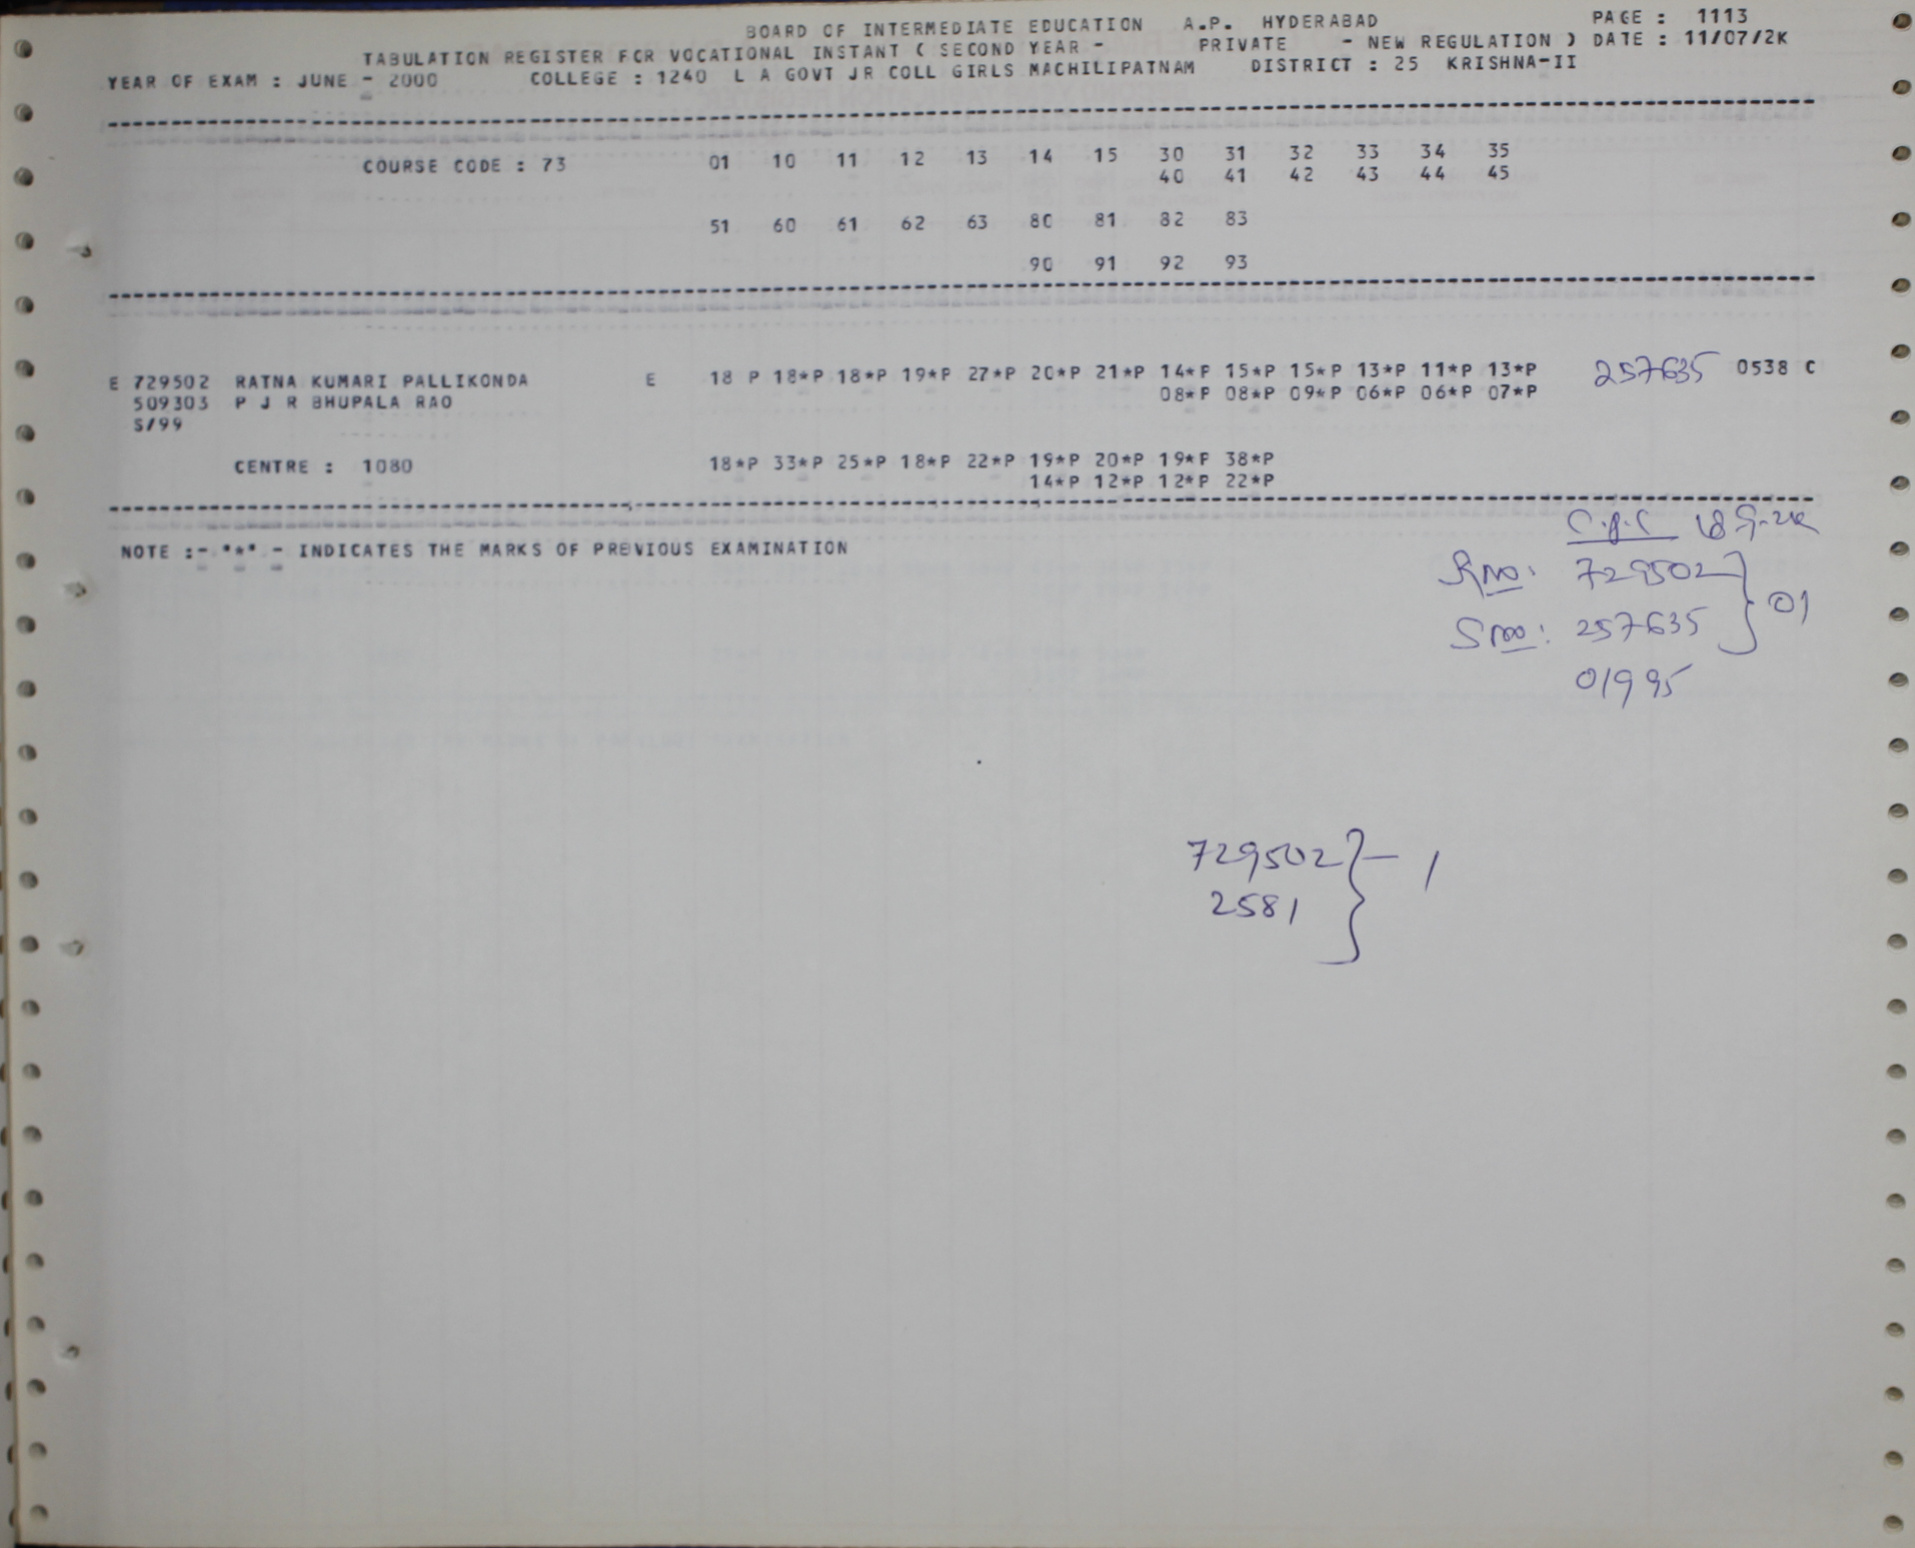 BOARD OF INTERMEDIATE EDUCATION A.P. HYDERABAD PAGE : 1113
TABULATION REGISTER FOR VOCATIONAL INSTANT ( SECOND YEAR - PRIVATE - NEW REGULATION ) DATE : 11/07/2K
YEAR OF EXAM : JUNE - 2000 COLLEGE : 1240 L A GOVT JR COLL GIRLS MACHILIPATNAM DISTRICT : 25 KRISHNA-II
COURSE CODE : 73 01 10 11 12 13 14 15 30 31 32 33 34 35
40 41 42 43 44 45
51 60 61 62 63 80 81 82 83
90 91 92 93
E 729502 RATNA KUMARI PALLIKONDA E 18 P 18*P 18*P 19*P 27*P 20*P 21*P 14*P 15*P 15*P 13*P 11*P 13*P 257635 0538 C
509303 P J R BHUPALA RAO 08*P 08*P 09*P 06*P 06*P 07*P
S/99
CENTRE : 1080 18*P 33*P 25*P 18*P 22*P 19*P 20*P 19*P 38*P
14*P 12*P 12*P 22*P
NOTE :- "*" - INDICATES THE MARKS OF PREVIOUS EXAMINATION
Rno: 729502 } 01
Sno: 257635
01995
729502 } - 1
2581